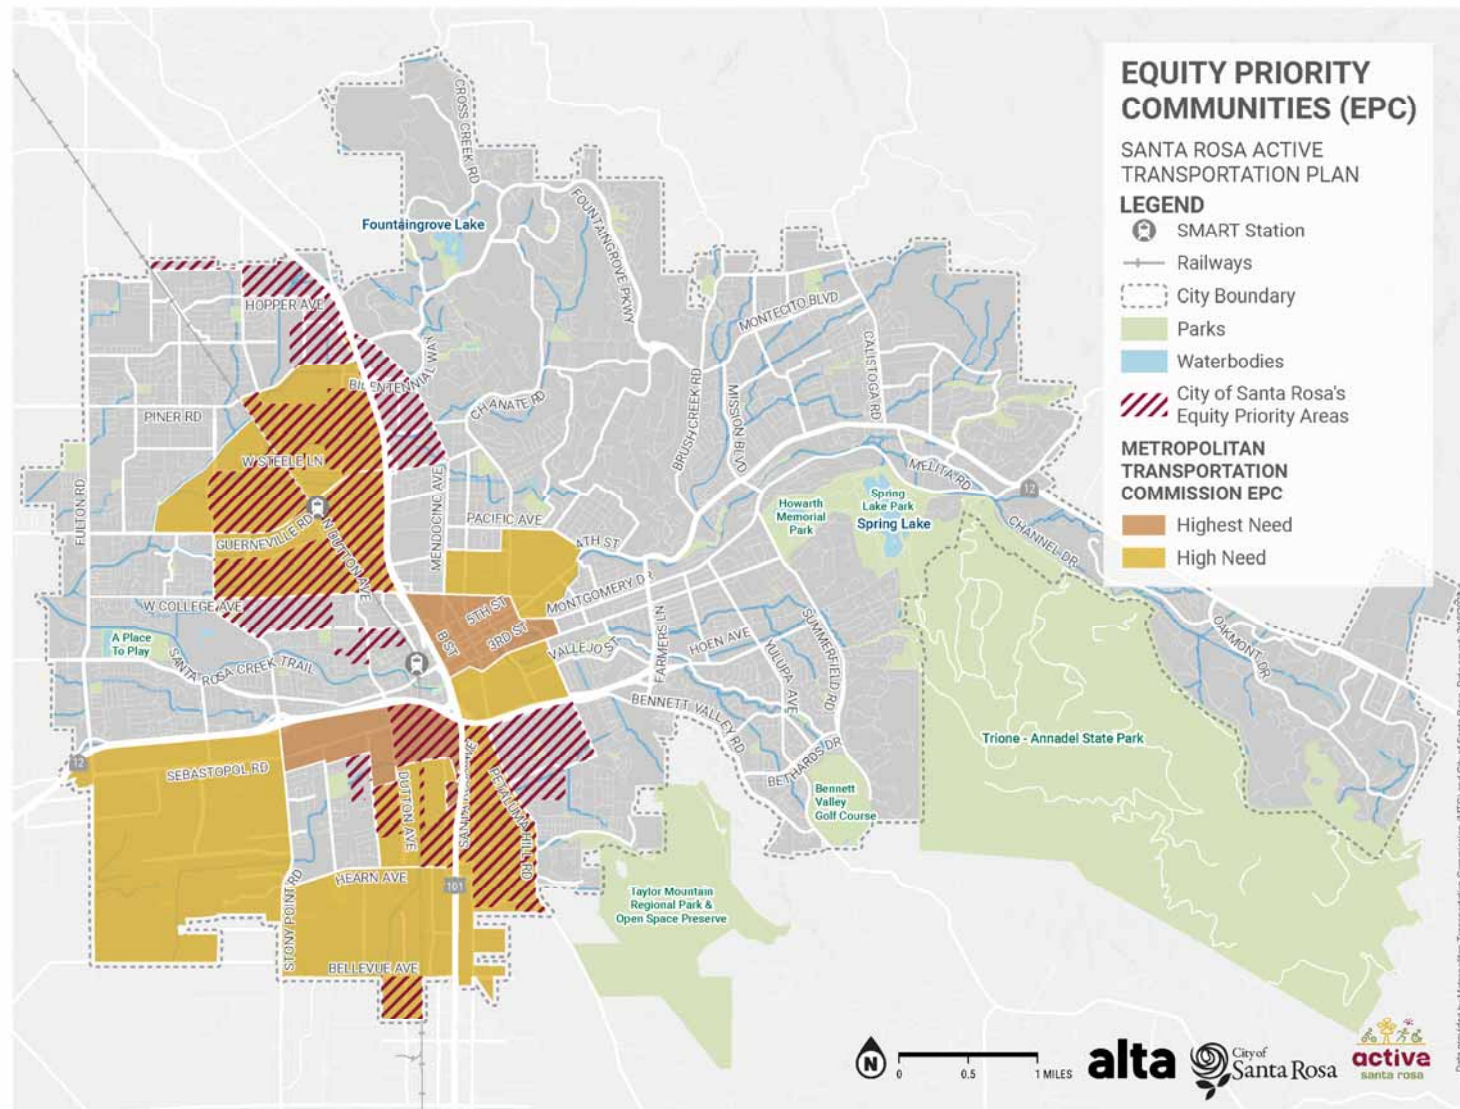 EQUITY PRIORITY
COMMUNITIES (EPC)
SANTA ROSA ACTIVE
TRANSPORTATION PLAN
LEGEND
SMART Station
Railways
City Boundary
Parks
Waterbodies
City of Santa Rosa's
Equity Priority Areas
METROPOLITAN
TRANSPORTATION
COMMISSION EPC
Highest Need
High Need
CROSS CREEK RD
Fountaingrove Lake
FOUNTAINGROVE PKWY
HOPPER AVE
MONTECITO BLVD
BICENTENNIAL WAY
CALISTOGA RD
CHANATE RD
BRUSH CREEK RD
MISSION BLVD
PINER RD
W STEELE LN
MENDOCINO AVE
MELITA RD
12
FULTON RD
Howarth
Memorial
Park
Spring
Lake Park
Spring Lake
PACIFIC AVE
GUERNEVILLE RD
N DUTTON AVE
4TH ST
CHANNEL DR
MONTGOMERY DR
W COLLEGE AVE
5TH ST
3RD ST
B ST
VALLEJO ST
FARMERS LN
HOEN AVE
YULUPA AVE
SUMMERFIELD RD
OAKMONT DR
A Place
To Play
SANTA ROSA CREEK TRAIL
BENNETT VALLEY RD
Trione - Annadel State Park
12
SEBASTOPOL RD
BETHARDS DR
DUTTON AVE
PETALUMA HILL RD
Bennett
Valley
Golf Course
HEARN AVE
101
STONY POINT RD
Taylor Mountain
Regional Park &
Open Space Preserve
BELLEVUE AVE
N
0 0.5 1 MILES
alta
City of
Santa Rosa
active
santa rosa